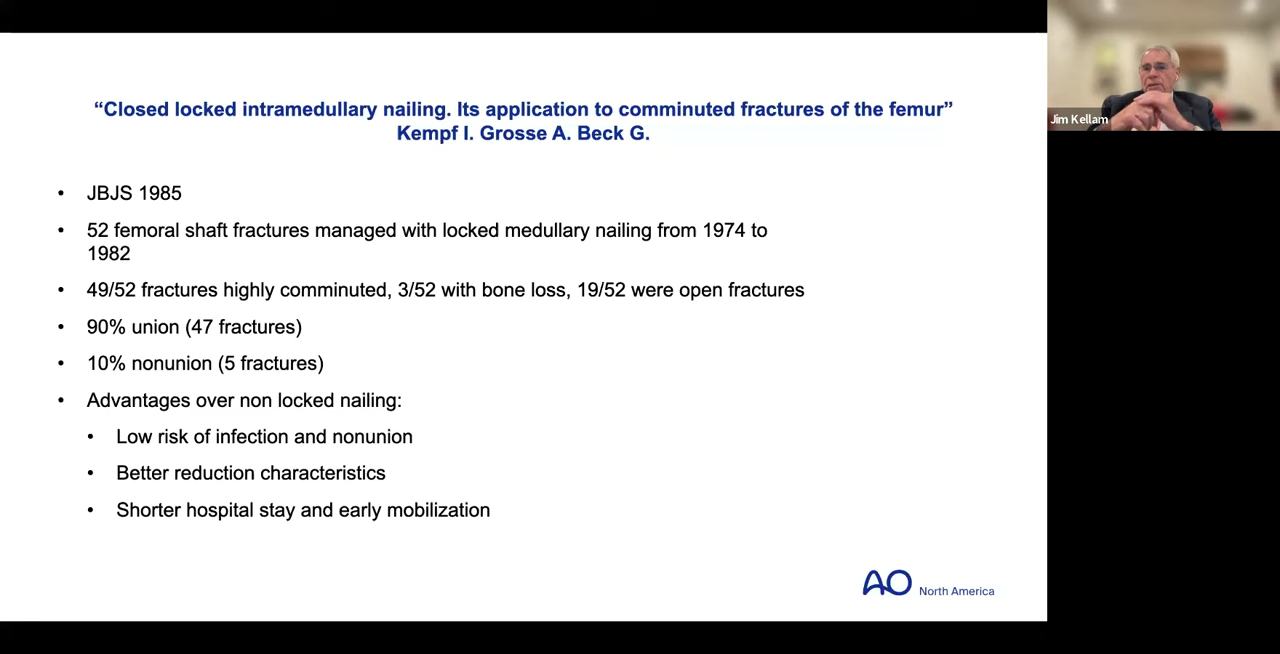 “Closed locked intramedullary nailing. Its application to comminuted fractures of the femur”
Kempf I. Grosse A. Beck G.
• JBJS 1985
• 52 femoral shaft fractures managed with locked medullary nailing from 1974 to
1982
• 49/52 fractures highly comminuted, 3/52 with bone loss, 19/52 were open fractures
• 90% union (47 fractures)
• 10% nonunion (5 fractures)
• Advantages over non locked nailing:
• Low risk of infection and nonunion
• Better reduction characteristics
• Shorter hospital stay and early mobilization
AO North America
Jim Kellam